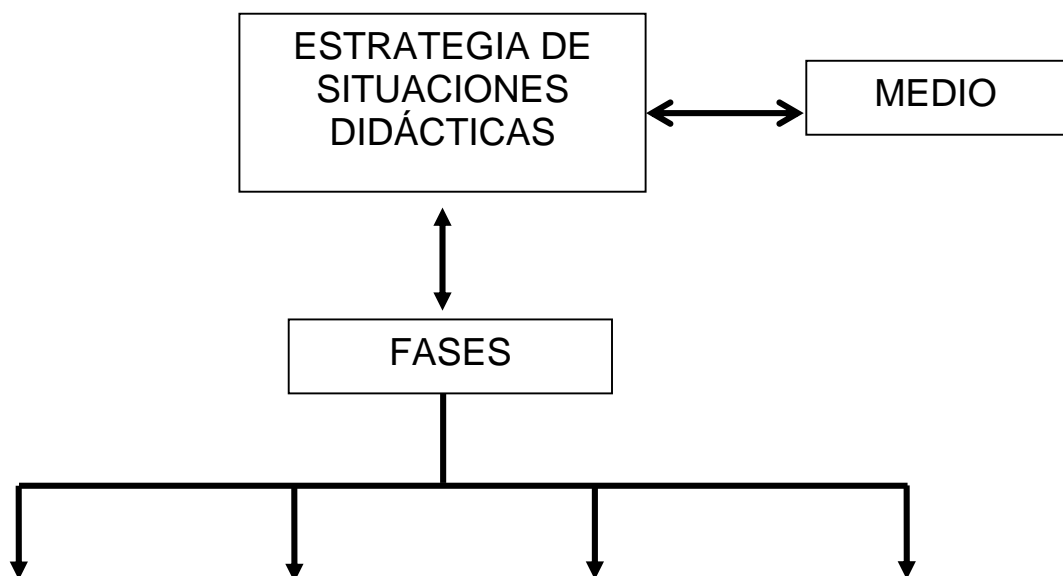 ESTRATEGIA DE
SITUACIONES
DIDÁCTICAS
MEDIO
FASES